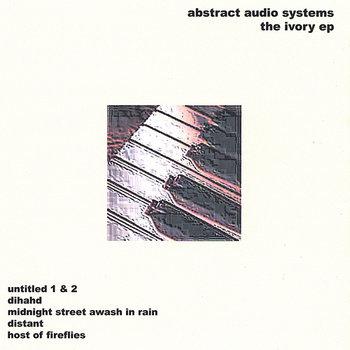 abstract audio systems
the ivory ep
untitled 1 & 2
dihahd
midnight street awash in rain
distant
host of fireflies